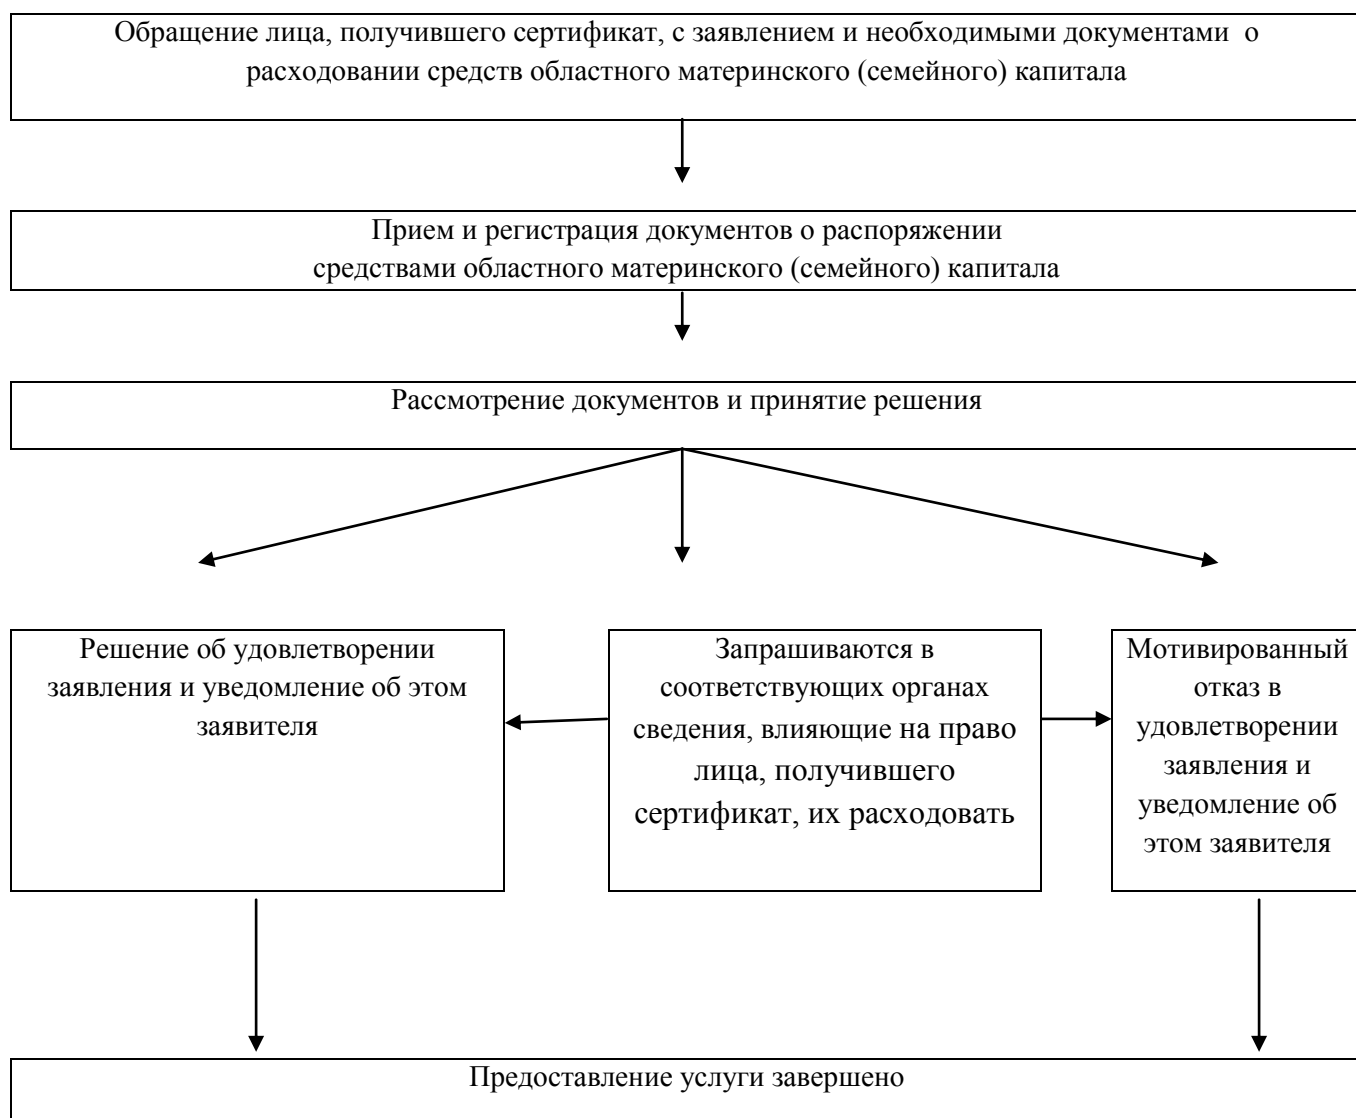 Обращение лица, получившего сертификат, с заявлением и необходимыми документами о
расходовании средств областного материнского (семейного) капитала
Прием и регистрация документов о распоряжении
средствами областного материнского (семейного) капитала
Рассмотрение документов и принятие решения
Решение об удовлетворении
заявления и уведомление об этом
заявителя
Запрашиваются в
соответствующих органах
сведения, влияющие на право
лица, получившего
сертификат, их расходовать
Мотивированный
отказ в
удовлетворении
заявления и
уведомление об
этом заявителя
Предоставление услуги завершено